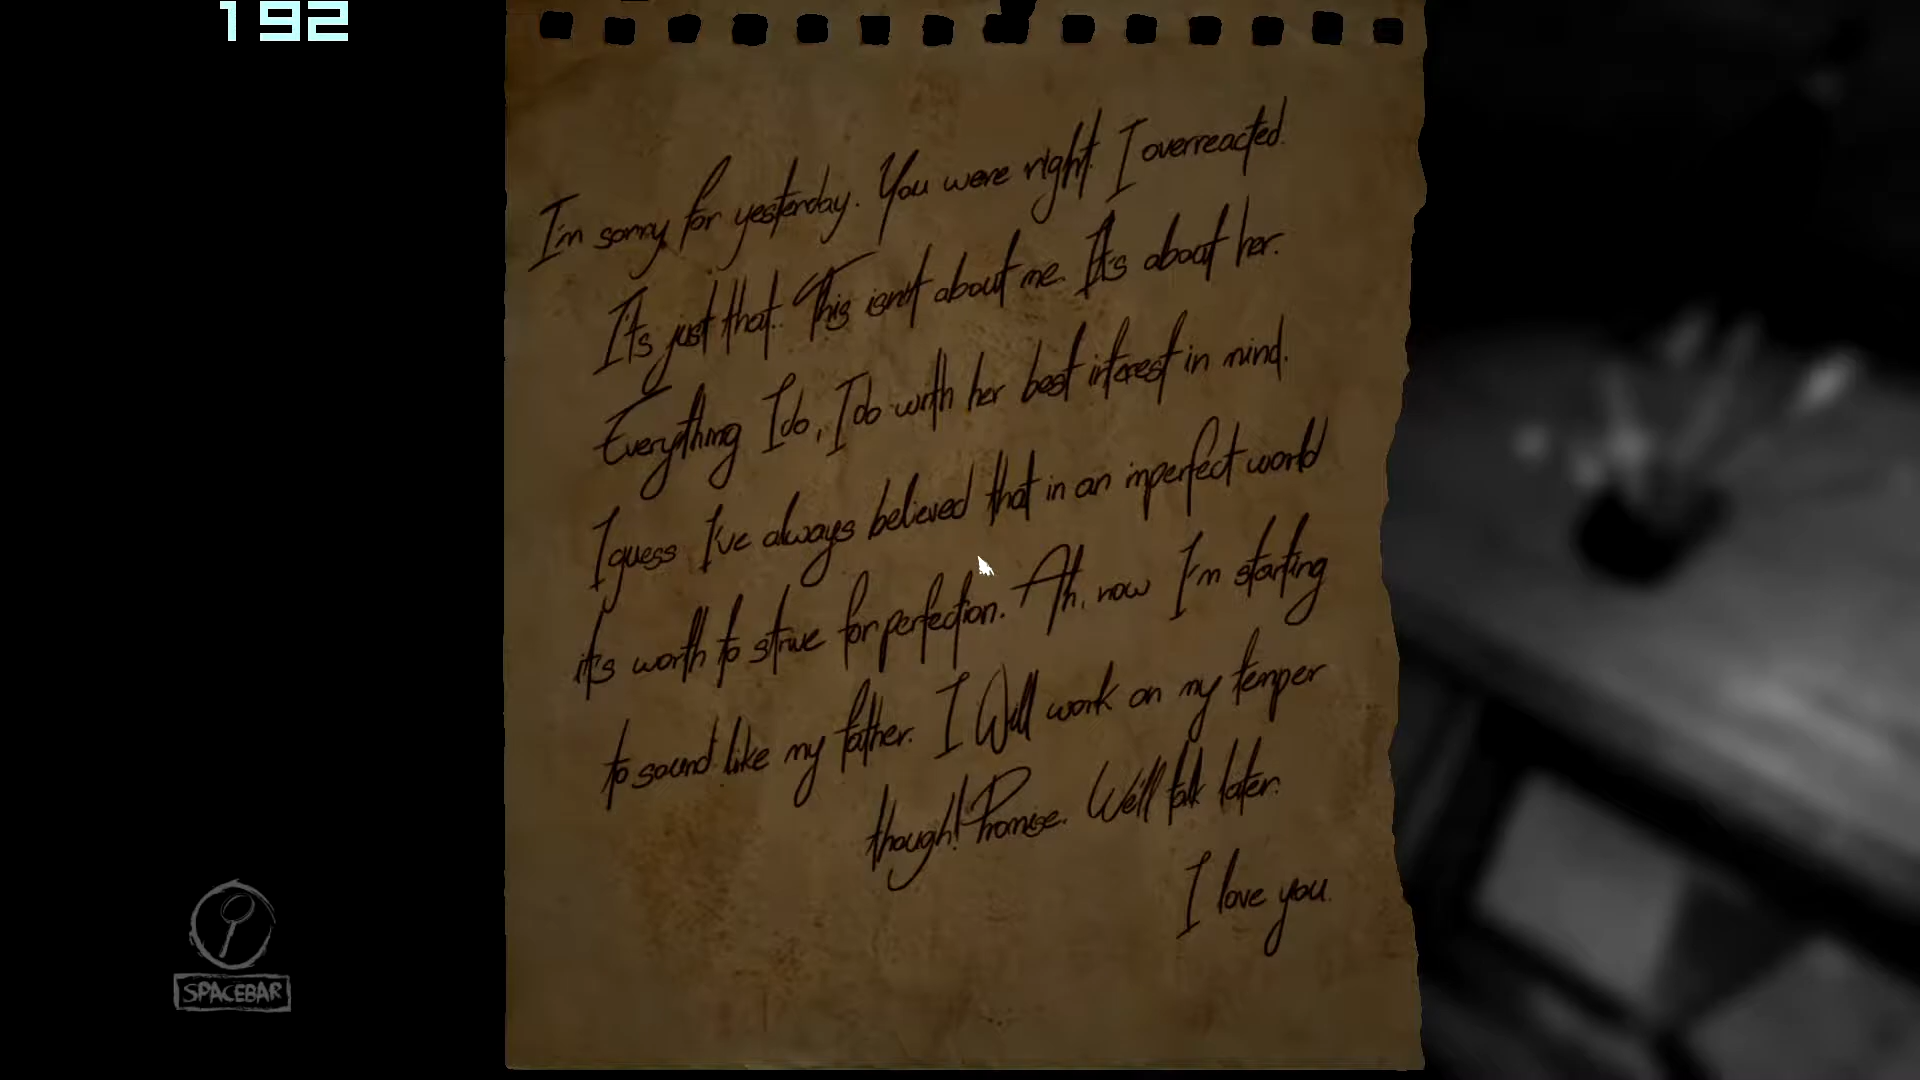 192
I'm sorry for yesterday. You were right. I overreacted.
It's just that.. This isn't about me. It's about her.
Everything I do, I do with her best interest in mind.
I guess I've always believed that in an imperfect world
it's worth to strive for perfection. Ah, now I'm starting
to sound like my father. I Will work on my temper
though! Promise. We'll talk later.
I love you.
SPACEBAR